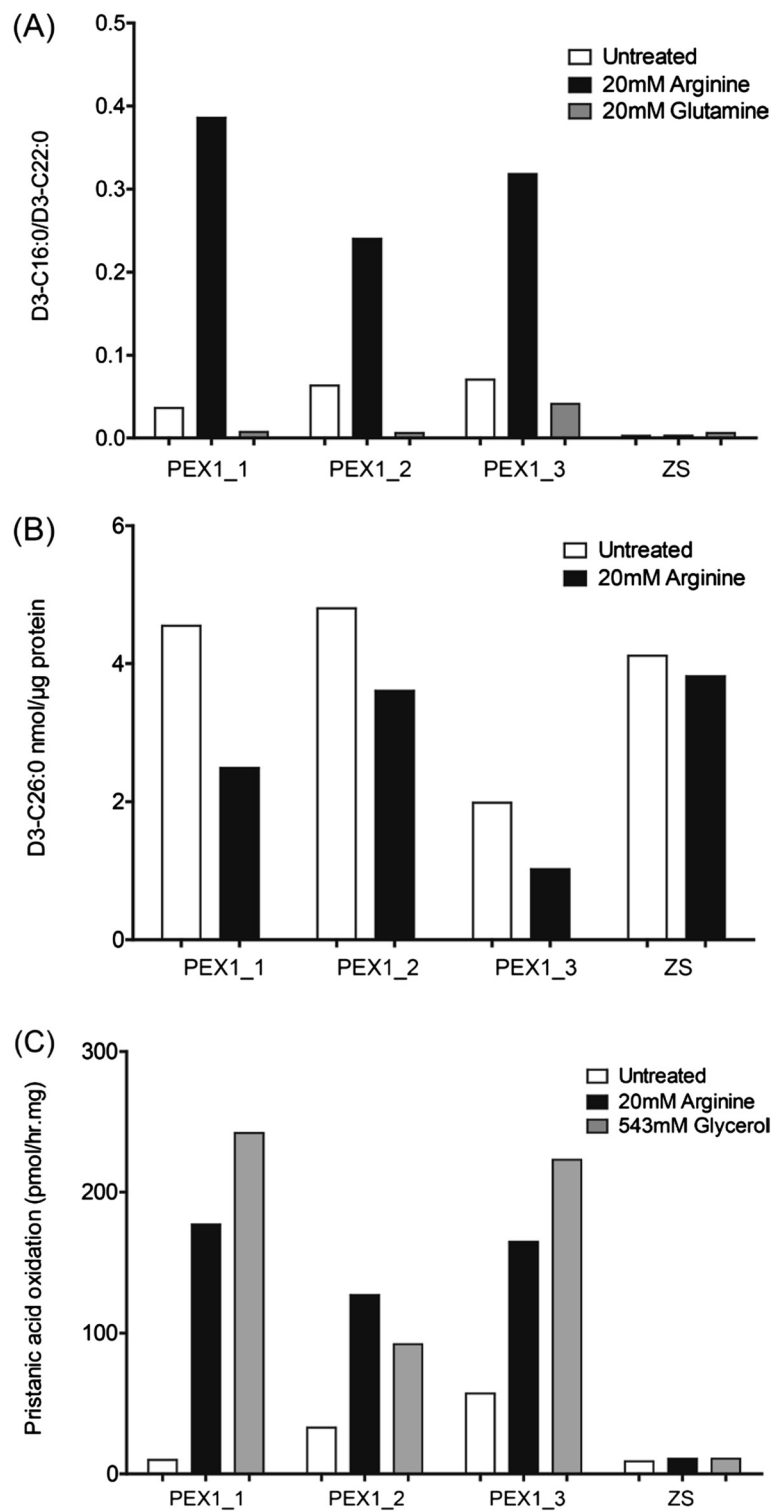 (A)
D3-C16:0/D3-C22:0
0.5
0.4
0.3
0.2
0.1
0.0
Untreated
20mM Arginine
20mM Glutamine
PEX1_1 PEX1_2 PEX1_3 ZS
(B)
D3-C26:0 nmol/µg protein
6
4
2
0
Untreated
20mM Arginine
PEX1_1 PEX1_2 PEX1_3 ZS
(C)
Pristanic acid oxidation (pmol/hr.mg)
300
200
100
0
Untreated
20mM Arginine
543mM Glycerol
PEX1_1 PEX1_2 PEX1_3 ZS